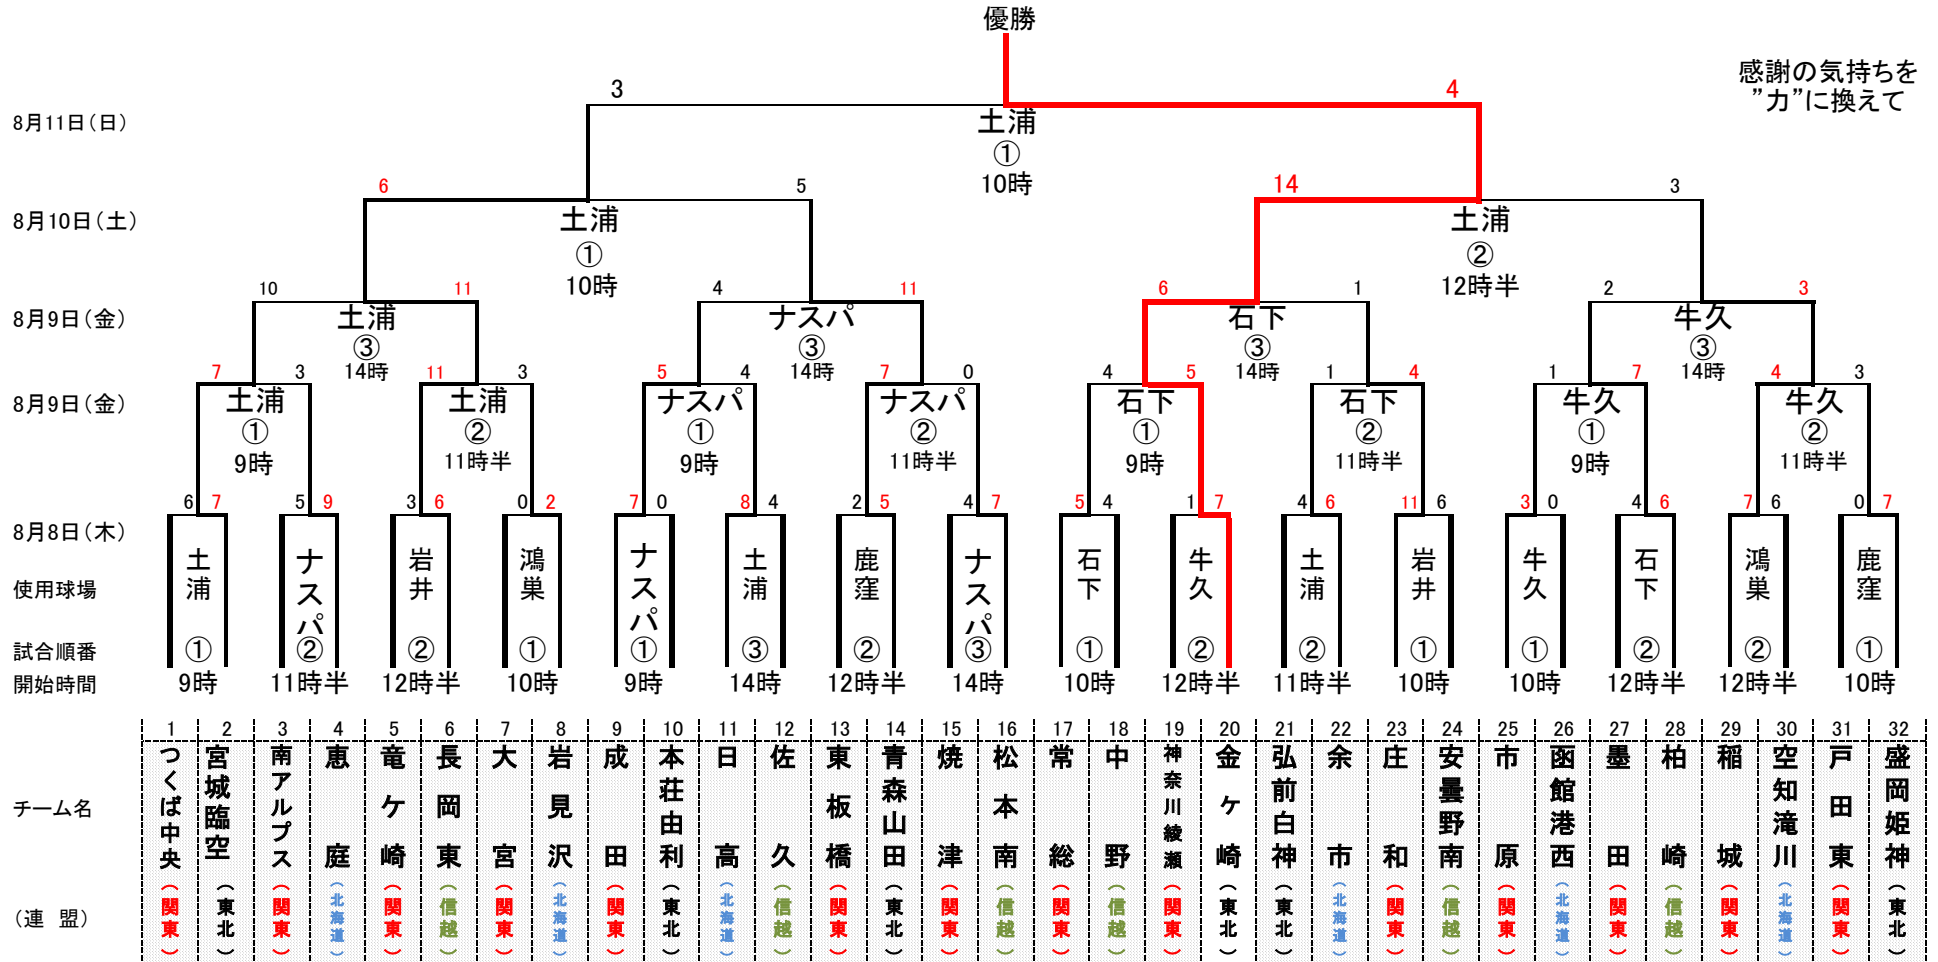 優勝
感謝の気持ちを
”力”に換えて
3 4
8月11日（日）
土浦
①
10時
6 5 14 3
8月10日（土）
土浦 土浦
① ②
10時 12時半
10 11 4 11 6 1 2 3
8月9日（金）
土浦 ナスパ 石下 牛久
③ ③ ③ ③
14時 14時 14時 14時
7 3 11 3 5 4 7 0 4 5 1 4 1 7 4 3
8月9日（金）
土浦 土浦 ナスパ ナスパ 石下 石下 牛久 牛久
① ② ① ② ① ② ① ②
9時 11時半 9時 11時半 9時 11時半 9時 11時半
6 7 5 9 3 6 0 2 7 0 8 4 2 5 4 7 5 4 1 7 4 6 11 6 3 0 4 6 7 6 0 7
8月8日（木）
使用球場 土浦 ナスパ 岩井 鴻巣 ナスパ 土浦 鹿窪 ナスパ 石下 牛久 土浦 岩井 牛久 石下 鴻巣 鹿窪
試合順番 ① ② ② ① ① ③ ② ③ ① ② ② ① ① ② ② ①
開始時間 9時 11時半 12時半 10時 9時 14時 12時半 14時 10時 12時半 11時半 10時 10時 12時半 12時半 10時
1 2 3 4 5 6 7 8 9 10 11 12 13 14 15 16 17 18 19 20 21 22 23 24 25 26 27 28 29 30 31 32
チーム名 つくば中央 宮城臨空 南アルプス 恵庭 竜ケ崎 長岡東 大宮 岩見沢 成田 本荘由利 日高 佐久 東板橋 青森山田 焼津 松本南 常総 中野 神奈川綾瀬 金ヶ崎 弘前白神 余市 庄和 安曇野南 市原 函館港西 墨田 柏崎 稲城 空知滝川 戸田東 盛岡姫神
（連 盟） （関東） （東北） （関東） （北海道） （関東） （信越） （関東） （北海道） （関東） （東北） （北海道） （信越） （関東） （東北） （関東） （信越） （関東） （信越） （関東） （東北） （東北） （北海道） （関東） （信越） （関東） （北海道） （関東） （信越） （関東） （北海道） （関東） （東北）